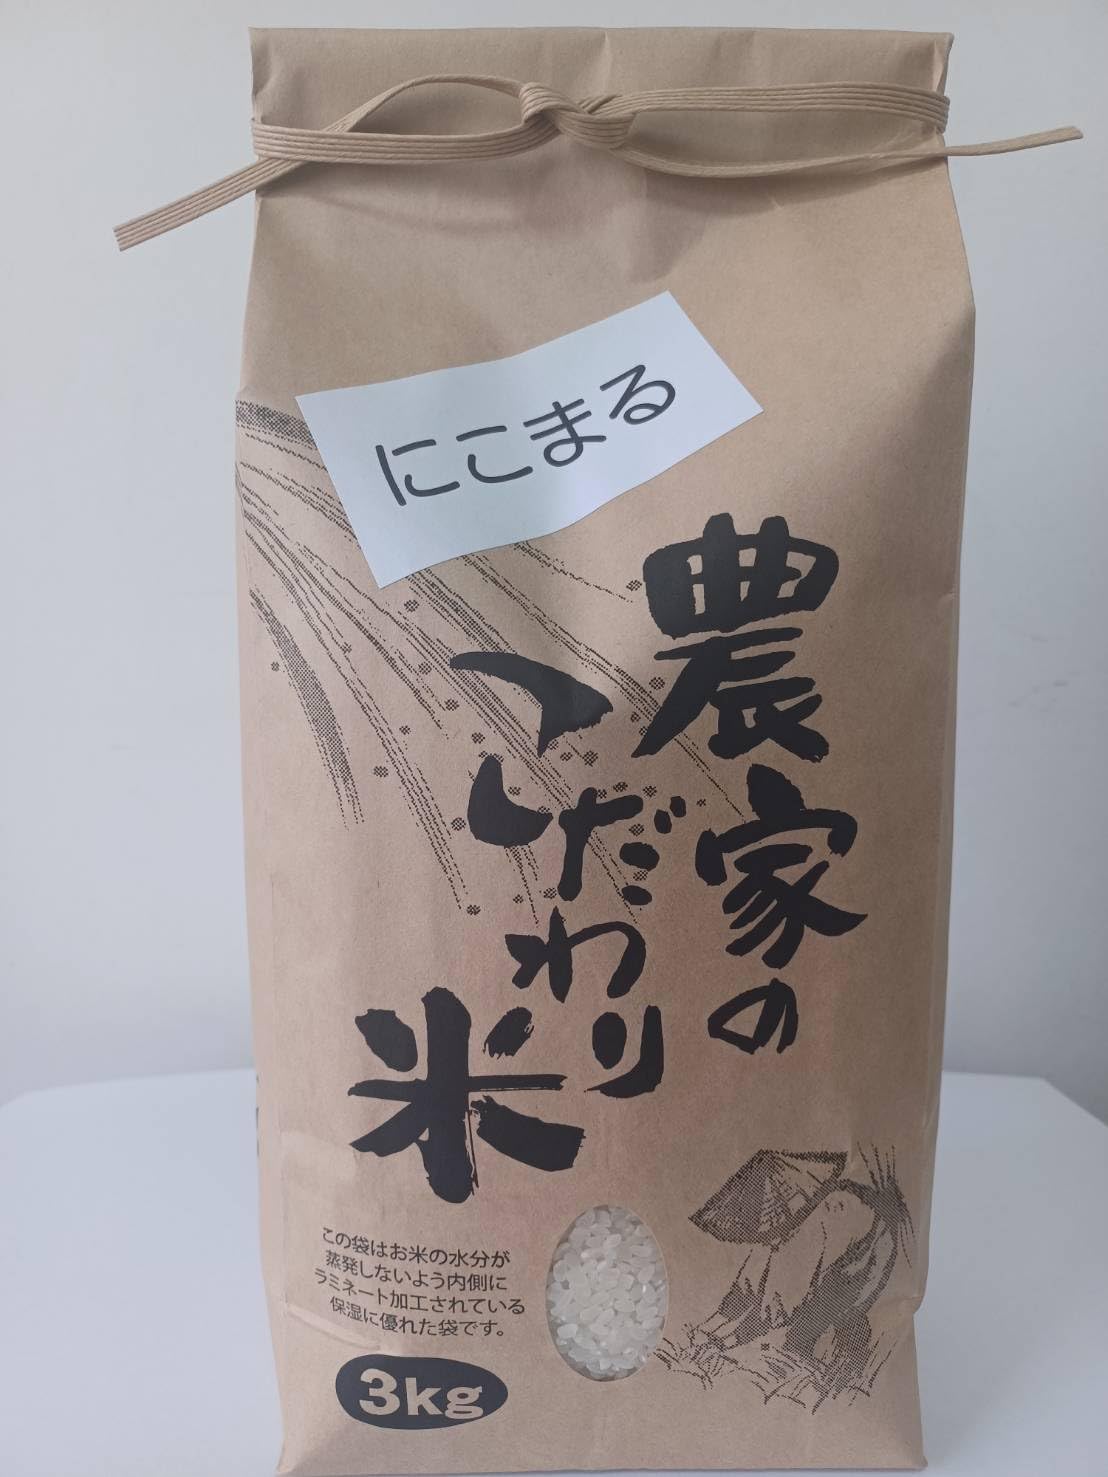 にこまる
農家の
こだわり
米
この袋はお米の水分が
蒸発しないよう内側に
ラミネート加工されている
保湿に優れた袋です。
3kg